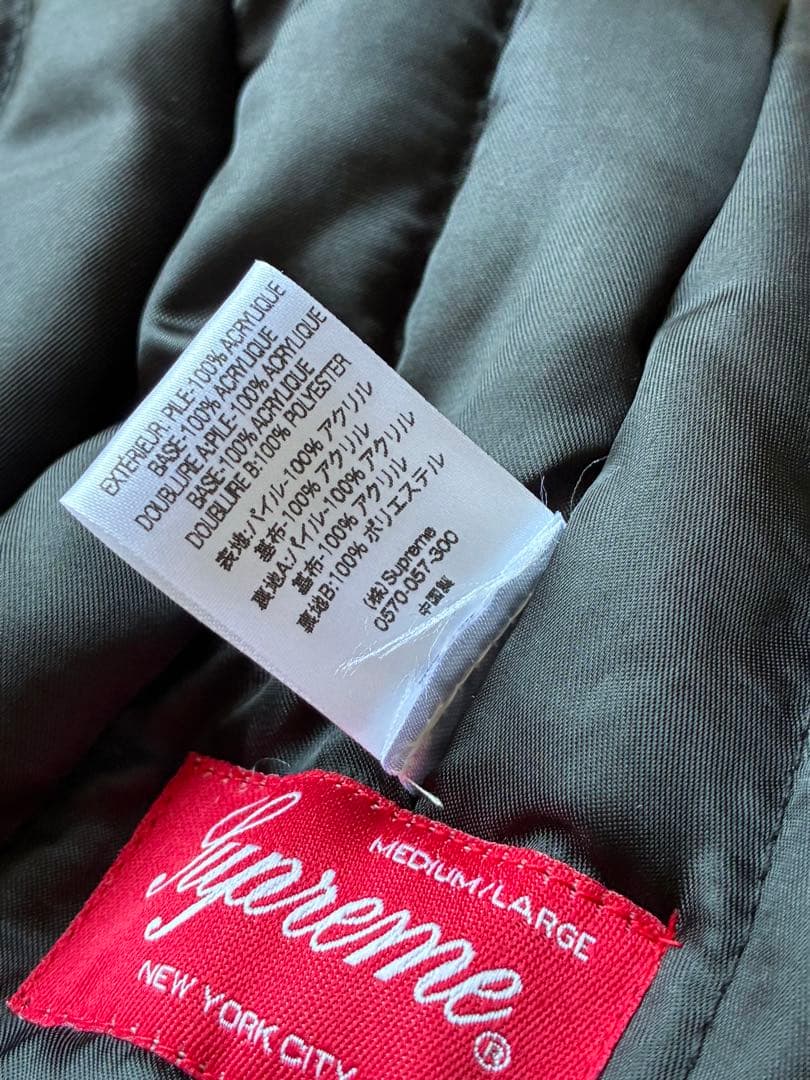 EXTÉRIEUR PILE-100% ACRYLIQUE
BASE-100% ACRYLIQUE
DOUBLURE A-PILE-100% ACRYLIQUE
BASE-100% ACRYLIQUE
DOUBLURE B: 100% POLYESTER
表地:パイル-100% アクリル
基布-100% アクリル
裏地A:パイル-100% アクリル
基布:100% アクリル
裏地B:100% ポリエステル
(株)Supreme
0570-057-300
中国製
MEDIUM/LARGE
Supreme®
NEW YORK CITY